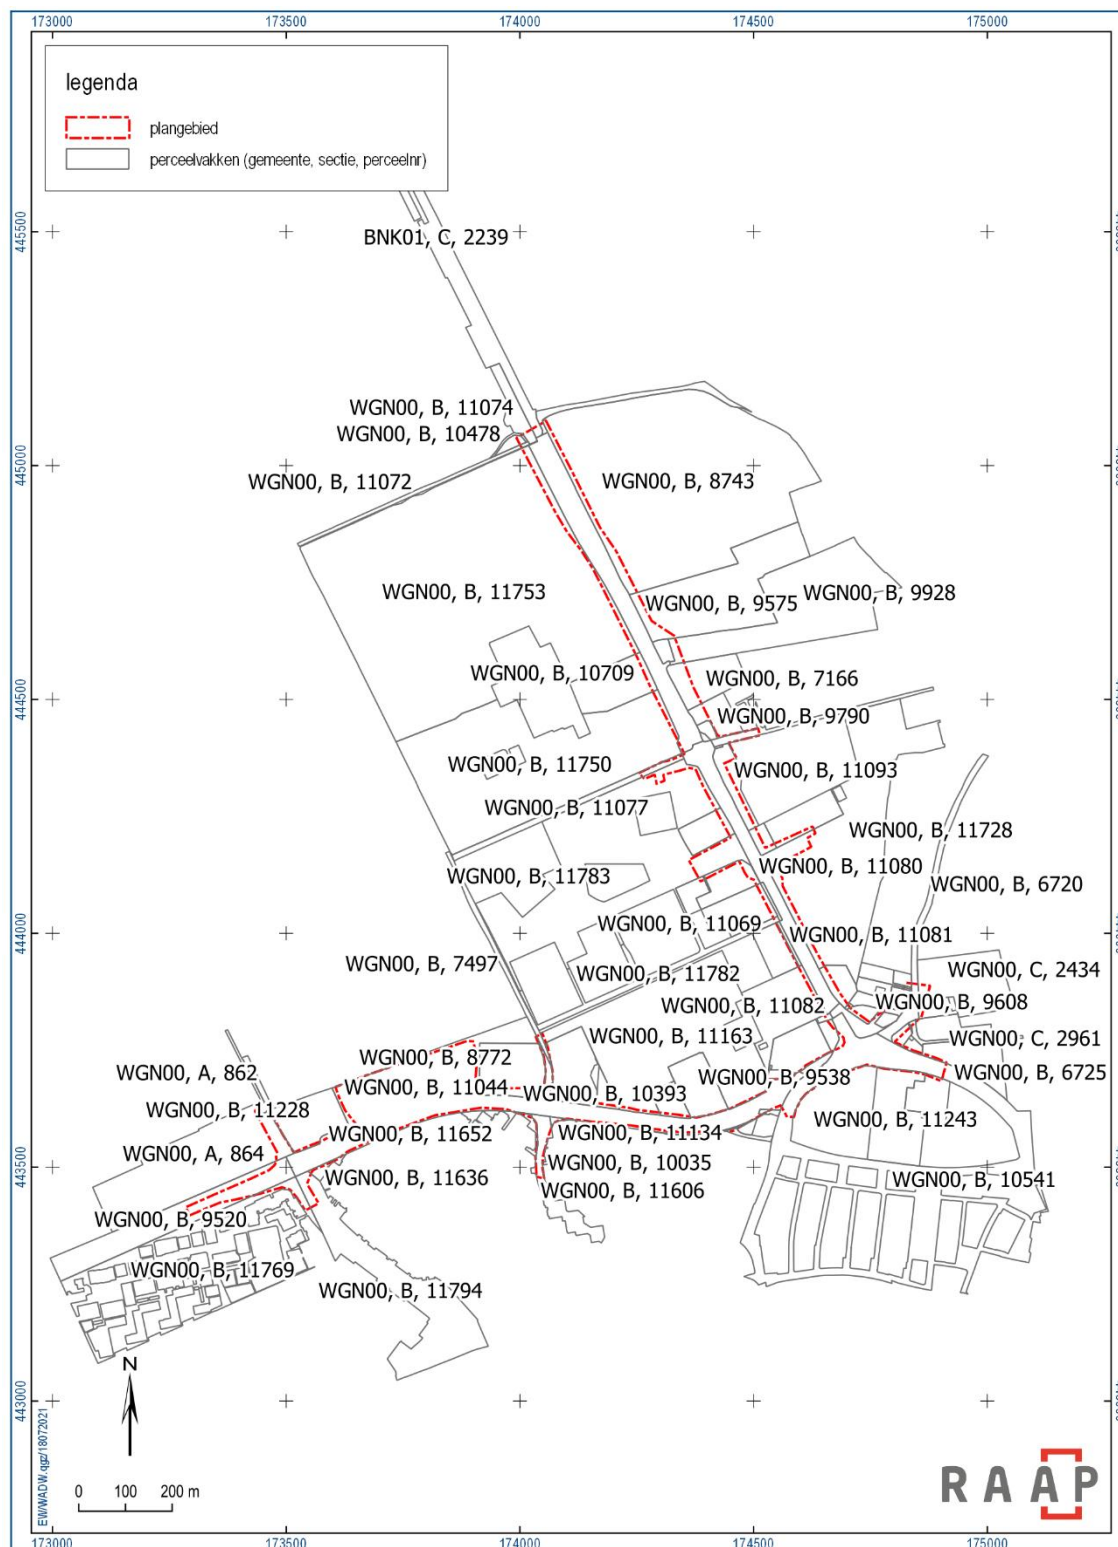 173000 173500 174000 174500 175000
legenda
plangebied
perceelvakken (gemeente, sectie, perceelnr)
445500
BNK01, C, 2239
WGN00, B, 11074
WGN00, B, 10478
445000
WGN00, B, 11072
WGN00, B, 8743
WGN00, B, 11753
WGN00, B, 9928
WGN00, B, 9575
WGN00, B, 10709
WGN00, B, 7166
444500
WGN00, B, 9790
WGN00, B, 11750
WGN00, B, 11093
WGN00, B, 11077
WGN00, B, 11728
WGN00, B, 11080
WGN00, B, 11783
WGN00, B, 6720
444000
WGN00, B, 11069
WGN00, B, 11081
WGN00, B, 7497
WGN00, B, 11782
WGN00, C, 2434
WGN00, B, 11082
WGN00, B, 9608
WGN00, B, 11163
WGN00, C, 2961
WGN00, B, 8772
WGN00, A, 862
WGN00, B, 9538
WGN00, B, 6725
WGN00, B, 11044
WGN00, B, 10393
WGN00, B, 11228
WGN00, B, 11243
WGN00, B, 11652
WGN00, B, 11134
443500
WGN00, A, 864
WGN00, B, 10035
WGN00, B, 11636
WGN00, B, 10541
WGN00, B, 11606
WGN00, B, 9520
WGN00, B, 11769
WGN00, B, 11794
N
443000
EW/WADW.qgz/18072021
0 100 200 m
RAAP
173000 173500 174000 174500 175000